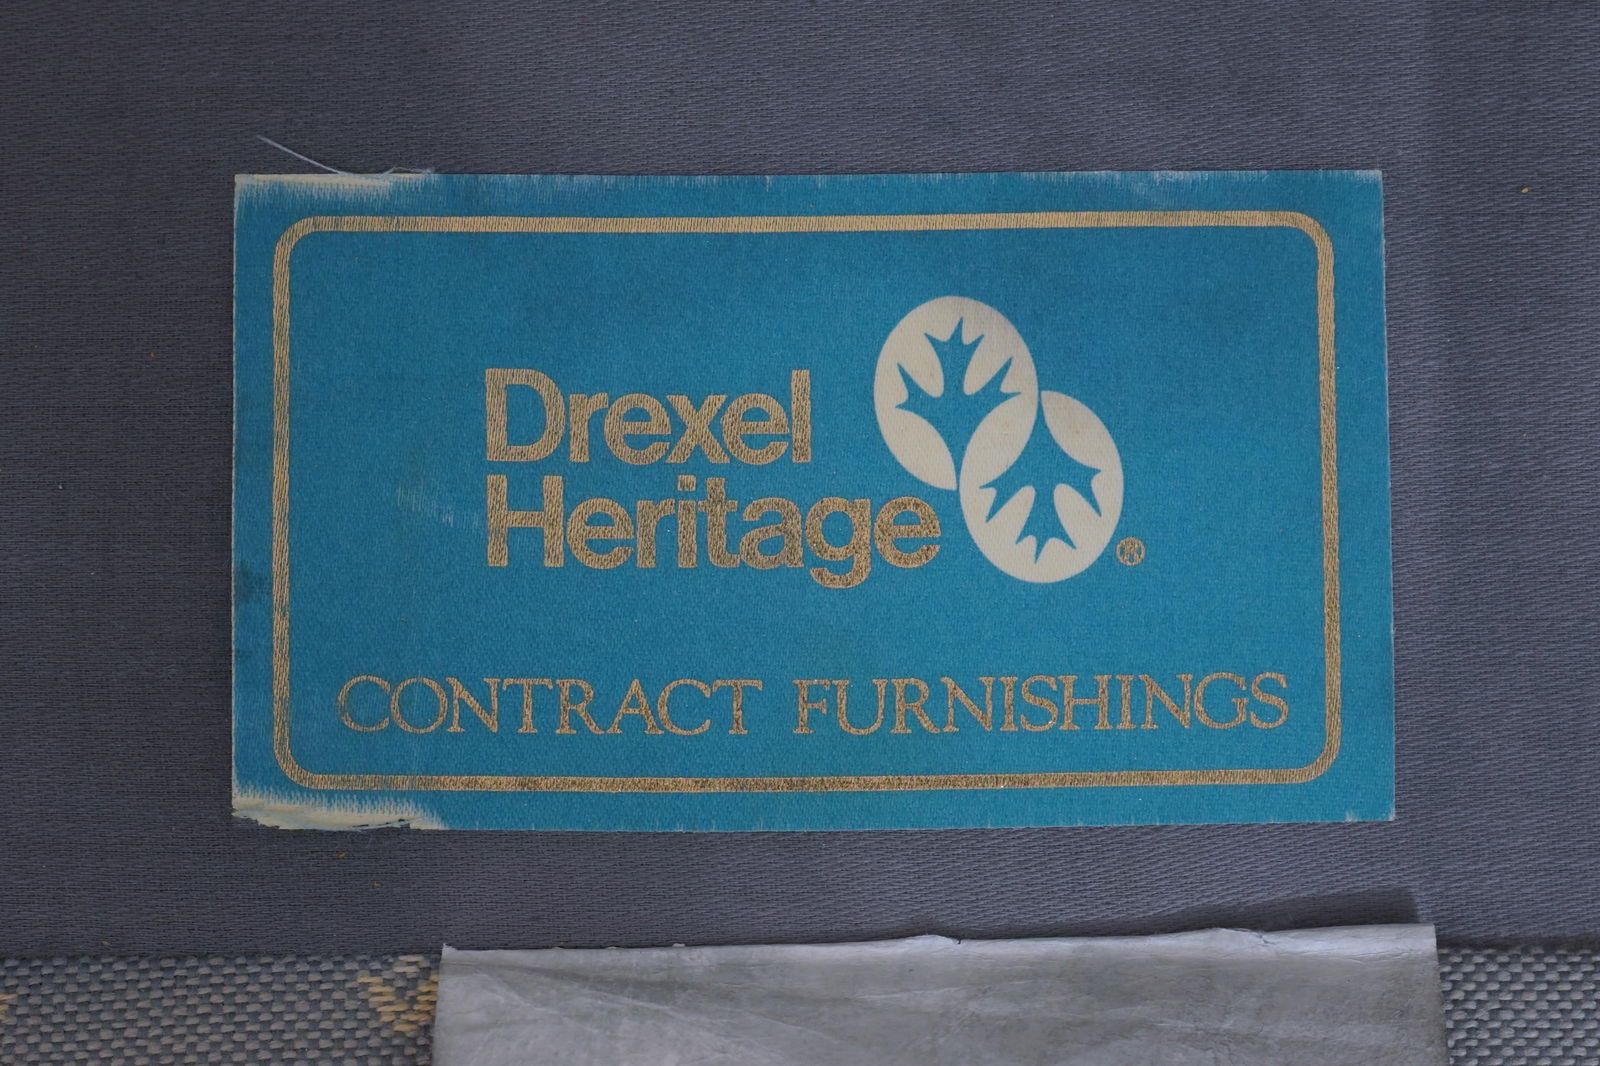 Drexel
Heritage ®
CONTRACT FURNISHINGS